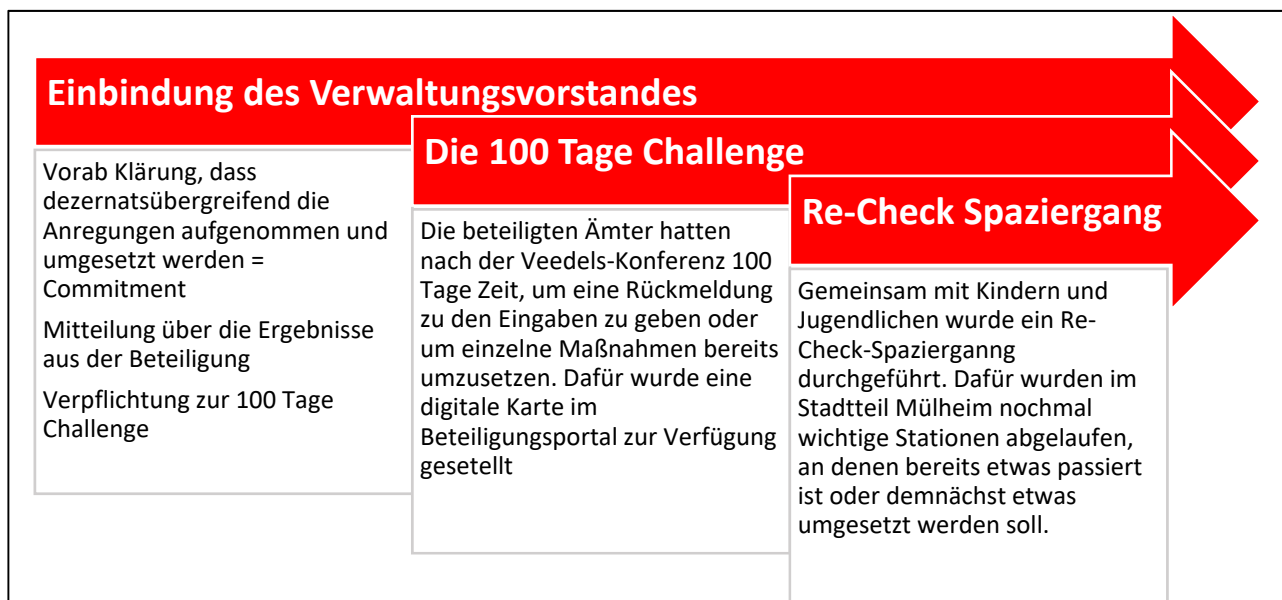 Einbindung des Verwaltungsvorstandes
Vorab Klärung, dass
dezernatsübergreifend die
Anregungen aufgenommen und
umgesetzt werden =
Commitment
Mitteilung über die Ergebnisse
aus der Beteiligung
Verpflichtung zur 100 Tage
Challenge
Die 100 Tage Challenge
Die beteiligten Ämter hatten
nach der Veedels-Konferenz 100
Tage Zeit, um eine Rückmeldung
zu den Eingaben zu geben oder
um einzelne Maßnahmen bereits
umzusetzen. Dafür wurde eine
digitale Karte im
Beteiligungsportal zur Verfügung
gesetellt
Re-Check Spaziergang
Gemeinsam mit Kindern und
Jugendlichen wurde ein Re-
Check-Spazierganng
durchgeführt. Dafür wurden im
Stadtteil Mülheim nochmal
wichtige Stationen abgelaufen,
an denen bereits etwas passiert
ist oder demnächst etwas
umgesetzt werden soll.